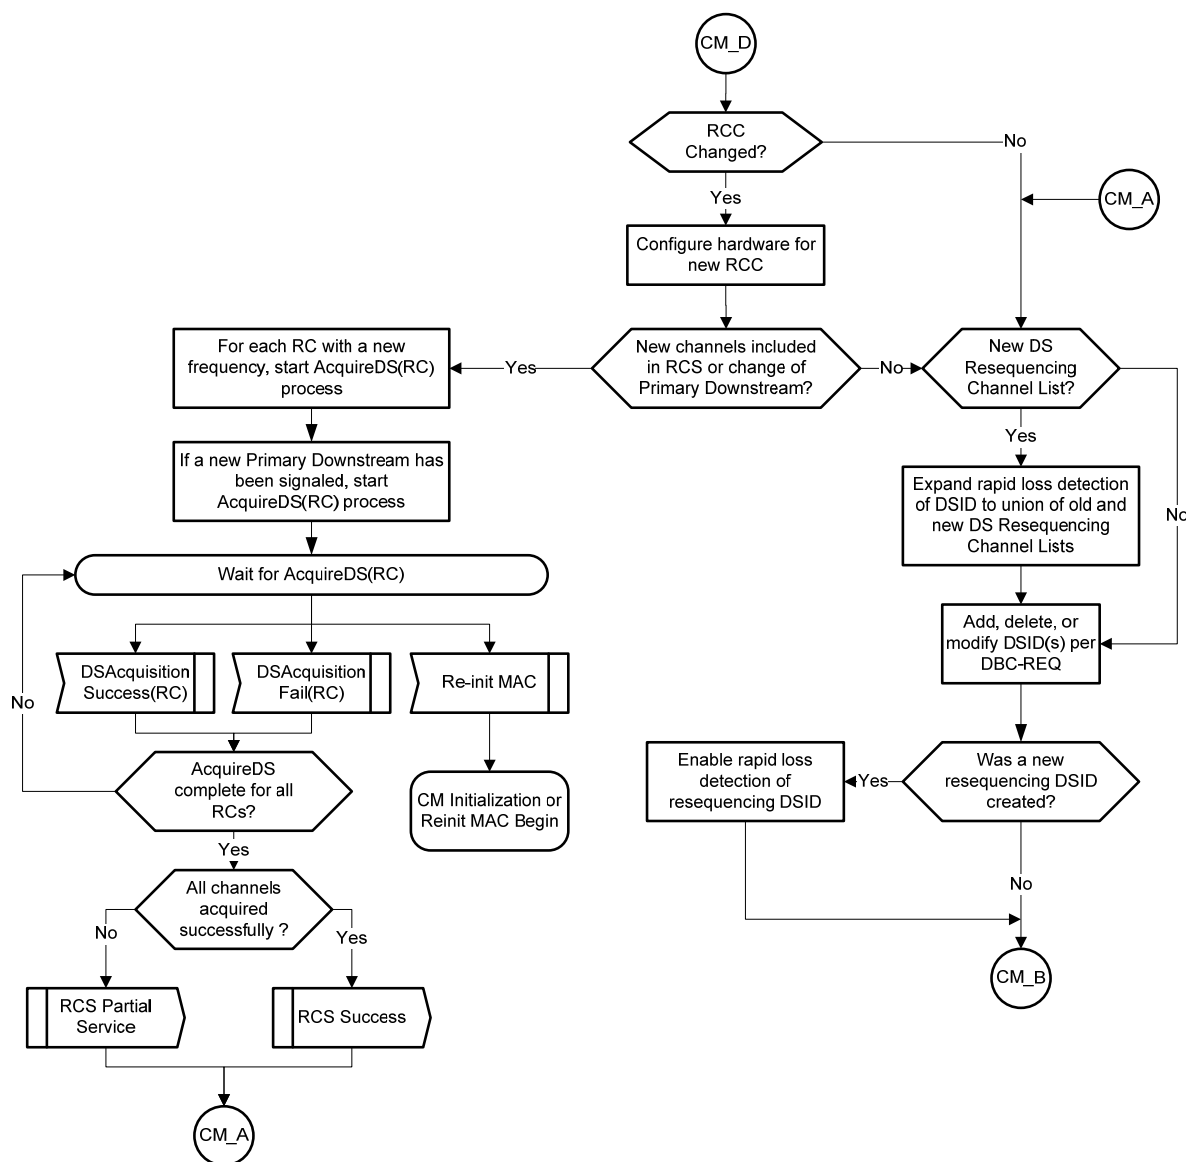 CM_D
RCC
Changed?
No
Yes
CM_A
Configure hardware for
new RCC
For each RC with a new
frequency, start AcquireDS(RC)
process
Yes
New channels included
in RCS or change of
Primary Downstream?
No
New DS
Resequencing
Channel List?
Yes
No
If a new Primary Downstream has
been signaled, start
AcquireDS(RC) process
Expand rapid loss detection
of DSID to union of old and
new DS Resequencing
Channel Lists
Wait for AcquireDS(RC)
Add, delete, or
modify DSID(s) per
DBC-REQ
DSAcquisition
Success(RC)
DSAcquisition
Fail(RC)
Re-init MAC
No
AcquireDS
complete for all
RCs?
CM Initialization or
Reinit MAC Begin
Enable rapid loss
detection of
resequencing DSID
Yes
Was a new
resequencing DSID
created?
Yes
No
All channels
acquired
successfully ?
No
Yes
RCS Partial
Service
RCS Success
CM_B
CM_A